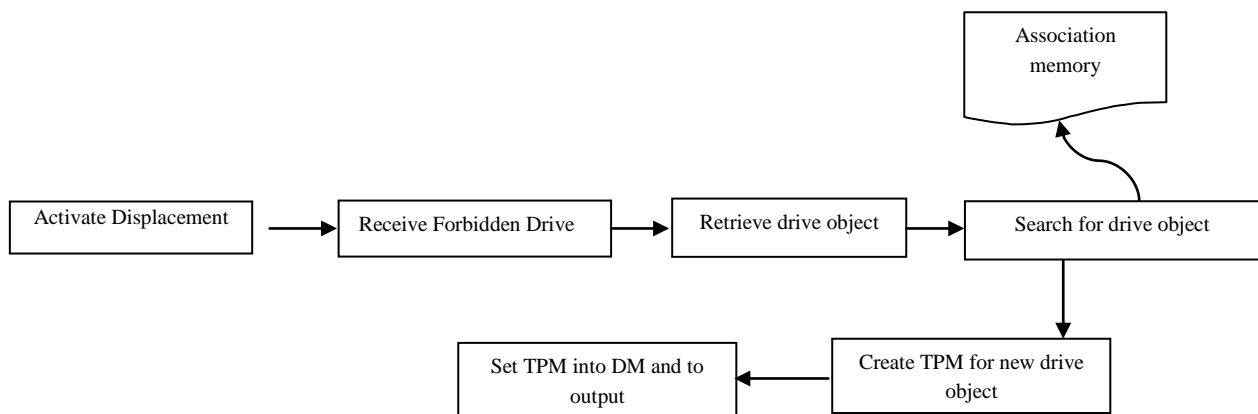 Association
memory
Activate Displacement
Receive Forbidden Drive
Retrieve drive object
Search for drive object
Create TPM for new drive
object
Set TPM into DM and to
output